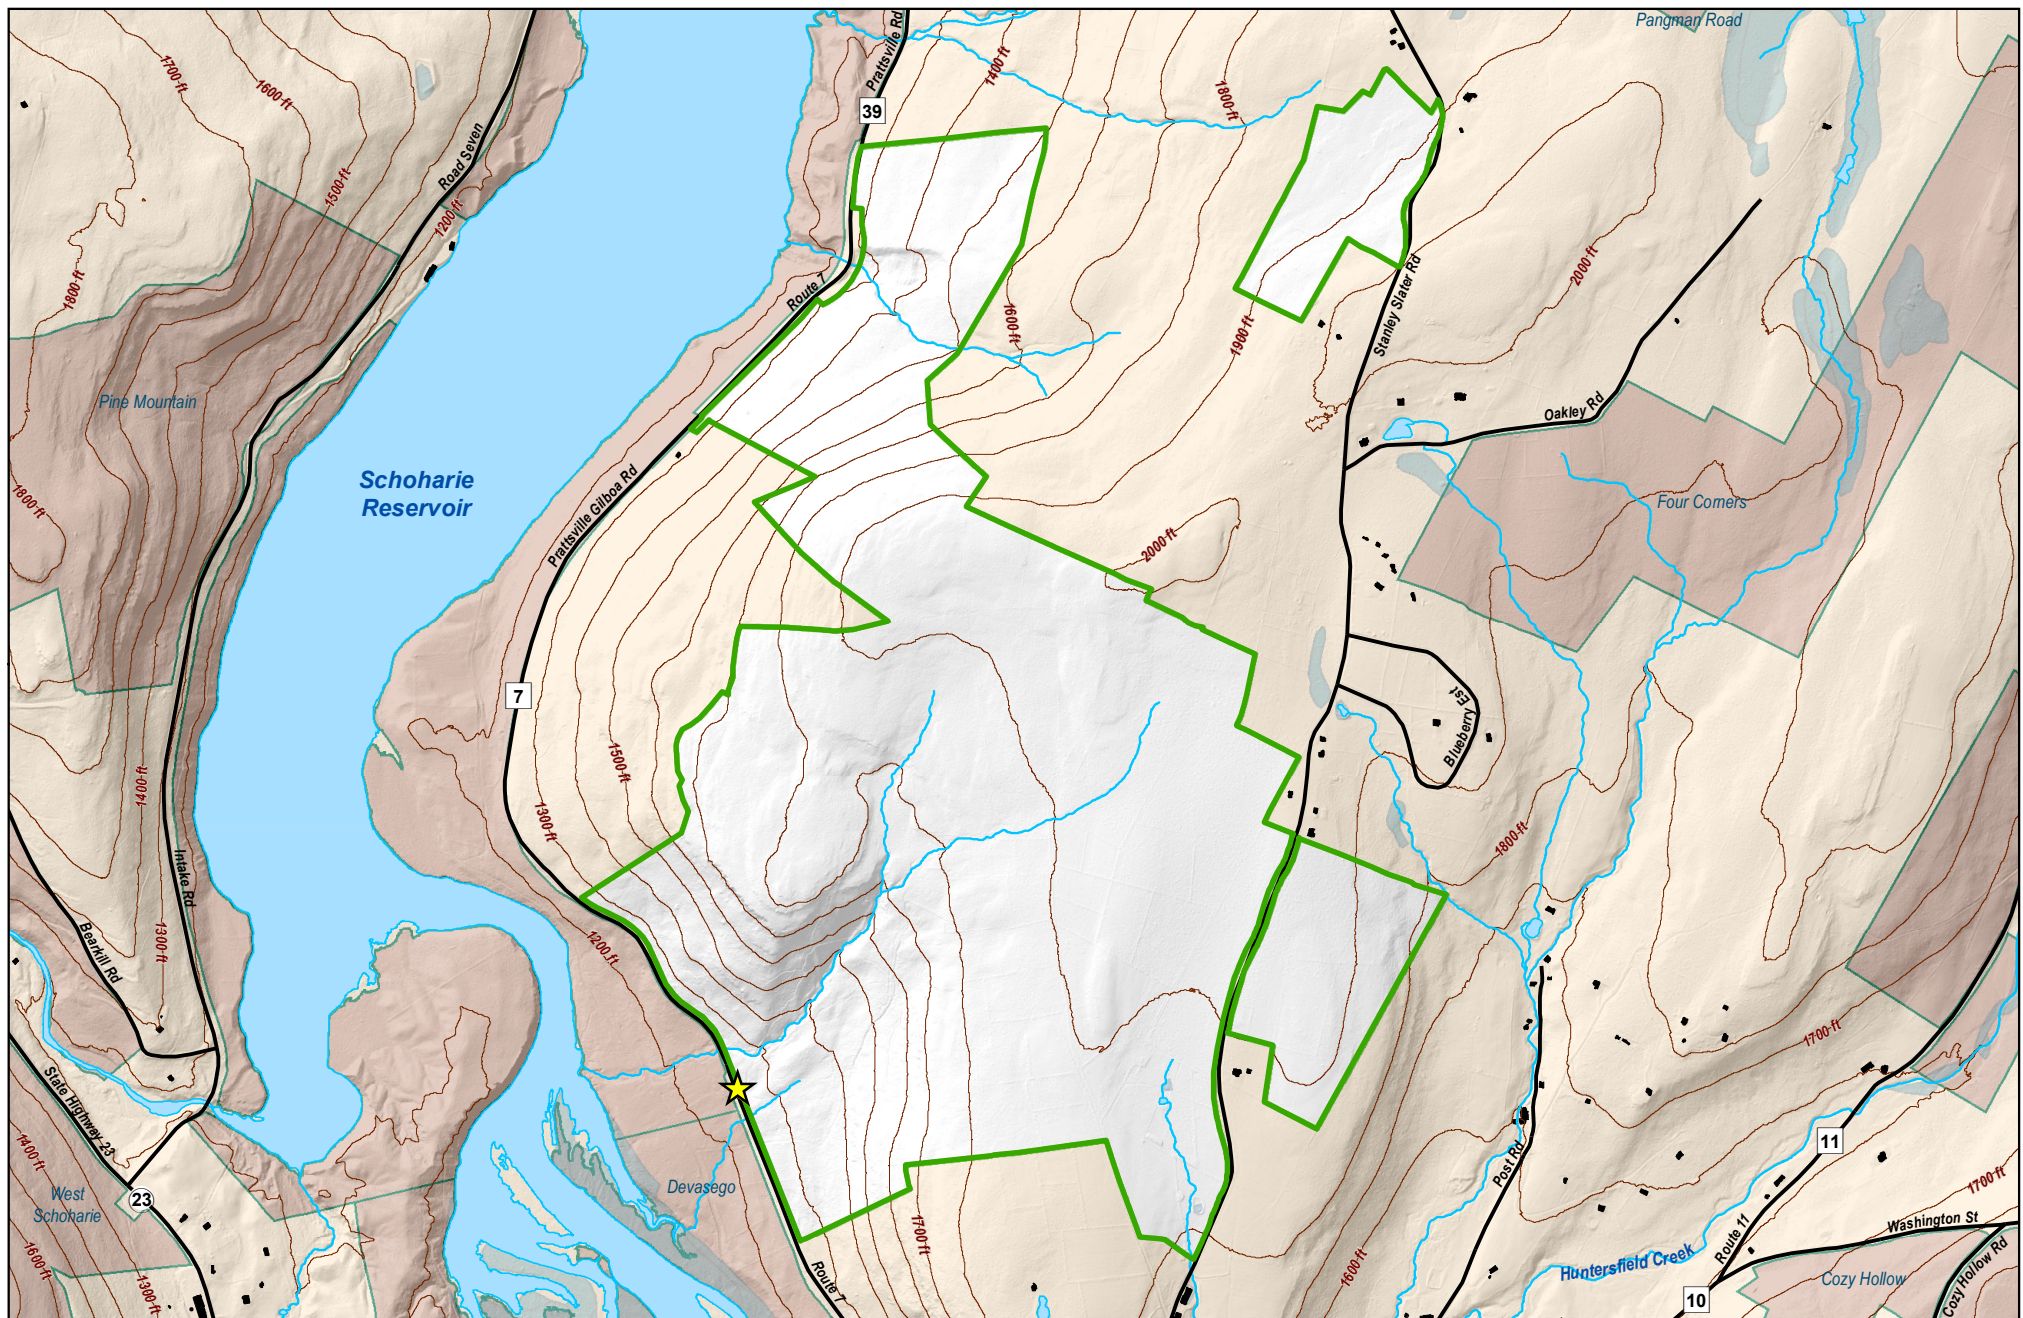 Pangman Road
Prattsville Rd
39
1400 ft
1700 ft
1600 ft
1800 ft
Road Seven
1500 ft
1200 ft
1800 ft
Route 7
1600 ft
1900 ft
Stanley Slater Rd
2000 ft
Pine Mountain
Oakley Rd
Schoharie
Reservoir
1800 ft
Prattsville Gilboa Rd
Four Corners
2000 ft
7
Blueberry Est
1500 ft
1400 ft
1300 ft
1800 ft
Intake Rd
Bearkill Rd
1300 ft
1200 ft
1700 ft
State Highway 23
1400 ft
11
Post Rd
Devasego
West
Schoharie
23
1700 ft
1700 ft
Route 11
Washington St
1600 ft
1300 ft
Route 7
1600 ft
Huntersfield Creek
Cozy Hollow
Cozy Hollow Rd
10